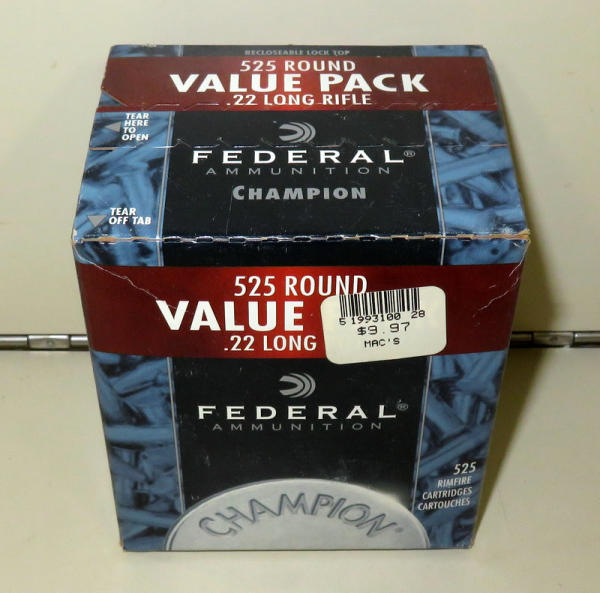 RECLOSEABLE LOCK TOP
525 ROUND
VALUE PACK
.22 LONG RIFLE
TEAR
HERE
TO
OPEN
FEDERAL®
AMMUNITION
CHAMPION
TEAR
OFF TAB
525 ROUND
VALUE
.22 LONG
5 1993100 28
$9.97
MAC'S
FEDERAL®
AMMUNITION
525
RIMFIRE
CARTRIDGES
CARTOUCHES
CHAMPION®